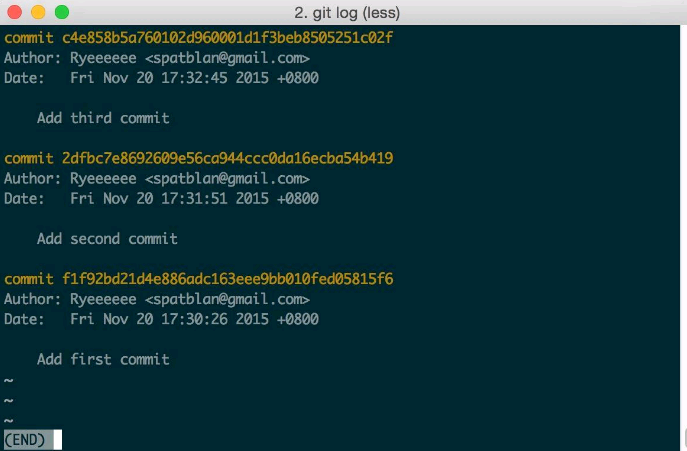 2. git log (less)
commit c4e858b5a760102d960001d1f3beb8505251c02f
Author: Ryeeeeee <spatblan@gmail.com>
Date:   Fri Nov 20 17:32:45 2015 +0800
    Add third commit
commit 2dfbc7e8692609e56ca944ccc0da16ecba54b419
Author: Ryeeeeee <spatblan@gmail.com>
Date:   Fri Nov 20 17:31:51 2015 +0800
    Add second commit
commit f1f92bd21d4e886adc163eee9bb010fed05815f6
Author: Ryeeeeee <spatblan@gmail.com>
Date:   Fri Nov 20 17:30:26 2015 +0800
    Add first commit
~
~
~
(END)